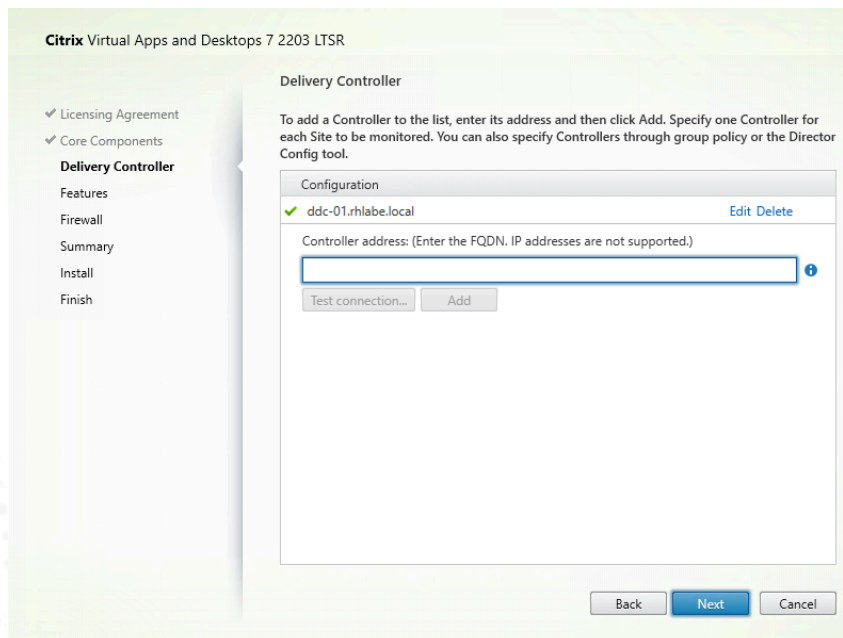 Citrix Virtual Apps and Desktops 7 2203 LTSR
Licensing Agreement
Core Components
Delivery Controller
Features
Firewall
Summary
Install
Finish
Delivery Controller
To add a Controller to the list, enter its address and then click Add. Specify one Controller for
each Site to be monitored. You can also specify Controllers through group policy or the Director
Config tool.
Configuration
ddc-01.rhlabe.local Edit Delete
Controller address: (Enter the FQDN. IP addresses are not supported.)
Test connection... Add
Back Next Cancel